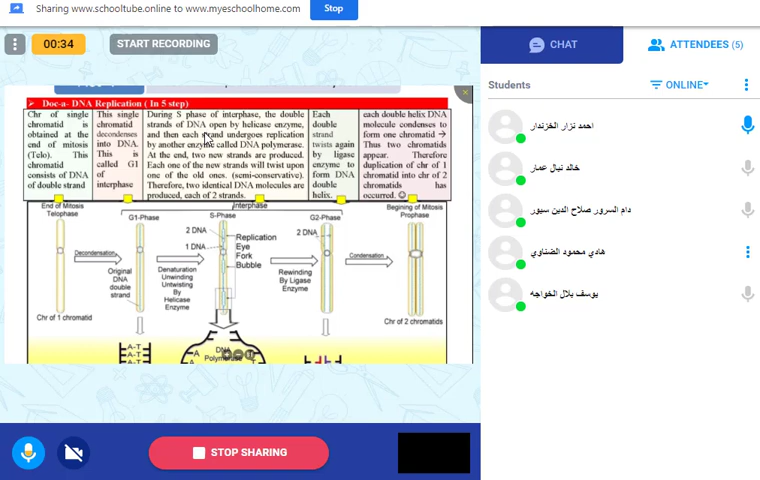 Sharing www.schooltube.online to www.myeschoolhome.com
Stop
00:34
START RECORDING
CHAT
ATTENDEES (5)
Students
ONLINE
احمد نزار الخزندار
خالد نبال عمار
دام السرور صلاح الدين سبور
هادي محمود الضناوي
يوسف بلال الخواجه
Doc-a- DNA Replication ( In 5 step)
Chr of single
chromatid is
obtained at the
end of mitosis
(Telo). This
chromatid
consists of DNA
of double strand
This single
chromatid
decondenses
into DNA.
This is
called G1
of
interphase
During S phase of interphase, the double
strands of DNA open by helicase enzyme,
and then each strand undergoes replication
by another enzyme called DNA polymerase.
At the end, two new strands are produced.
Each one of the new strands will twist upon
one of the old ones. (semi-conservative).
Therefore, two identical DNA molecules are
produced, each of 2 strands.
Each
double
strand
twists again
by ligase
enzyme to
form DNA
double
helix.
each double helix DNA
molecule condenses to
form one chromatid →
Thus two chromatids
appear. Therefore
duplication of chr of 1
chromatid into chr of 2
chromatids has
occurred. ☺
End of Mitosis
Telophase
Interphase
Begining of Mitosis
Prophase
G1-Phase
S-Phase
G2-Phase
2 DNA
1 DNA
Replication
Eye
Fork
Bubble
2 DNA
Decondensation
Condensation
Original
DNA
double
strand
Denaturation
Unwinding
Untwisting
By
Helicase
Enzyme
Rewinding
By Ligase
Enzyme
Chr of 1 chromatid
Chr of 2 chromatids
A-T
A-T
A-T
DNA
Polymerase
A
A
STOP SHARING